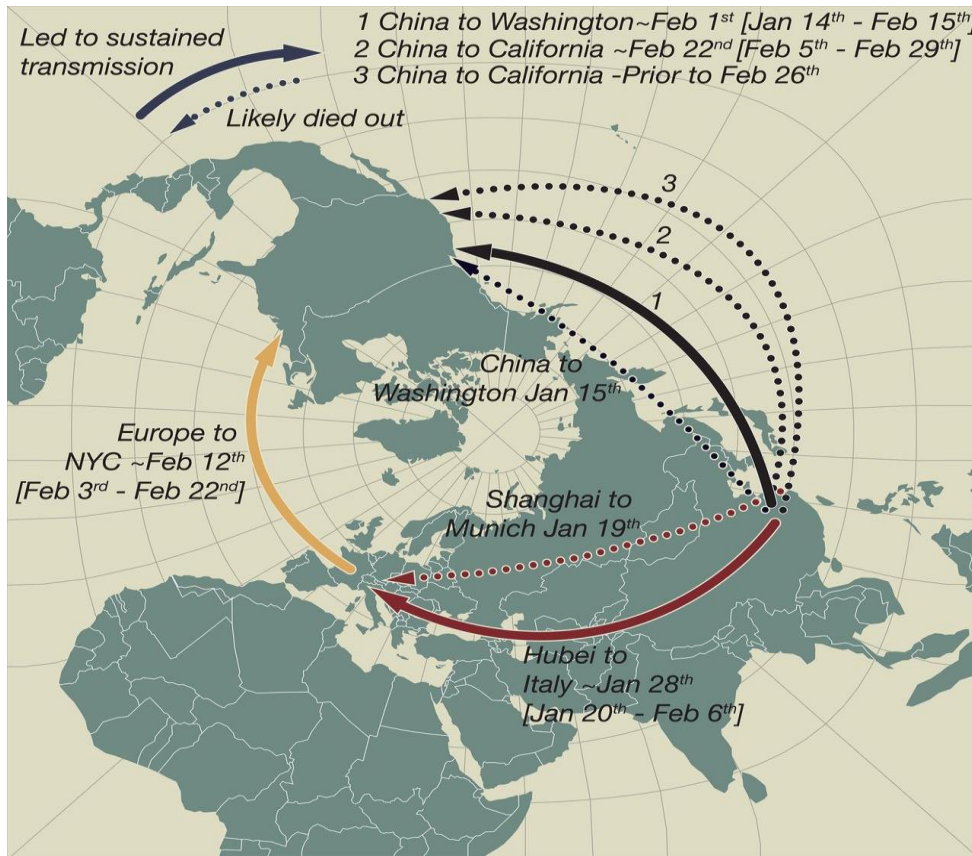 Led to sustained
transmission
Likely died out
1 China to Washington~Feb 1st [Jan 14th - Feb 15th]
2 China to California ~Feb 22nd [Feb 5th - Feb 29th]
3 China to California -Prior to Feb 26th
3
2
1
China to
Washington Jan 15th
Europe to
NYC ~Feb 12th
[Feb 3rd - Feb 22nd]
Shanghai to
Munich Jan 19th
Hubei to
Italy ~Jan 28th
[Jan 20th - Feb 6th]